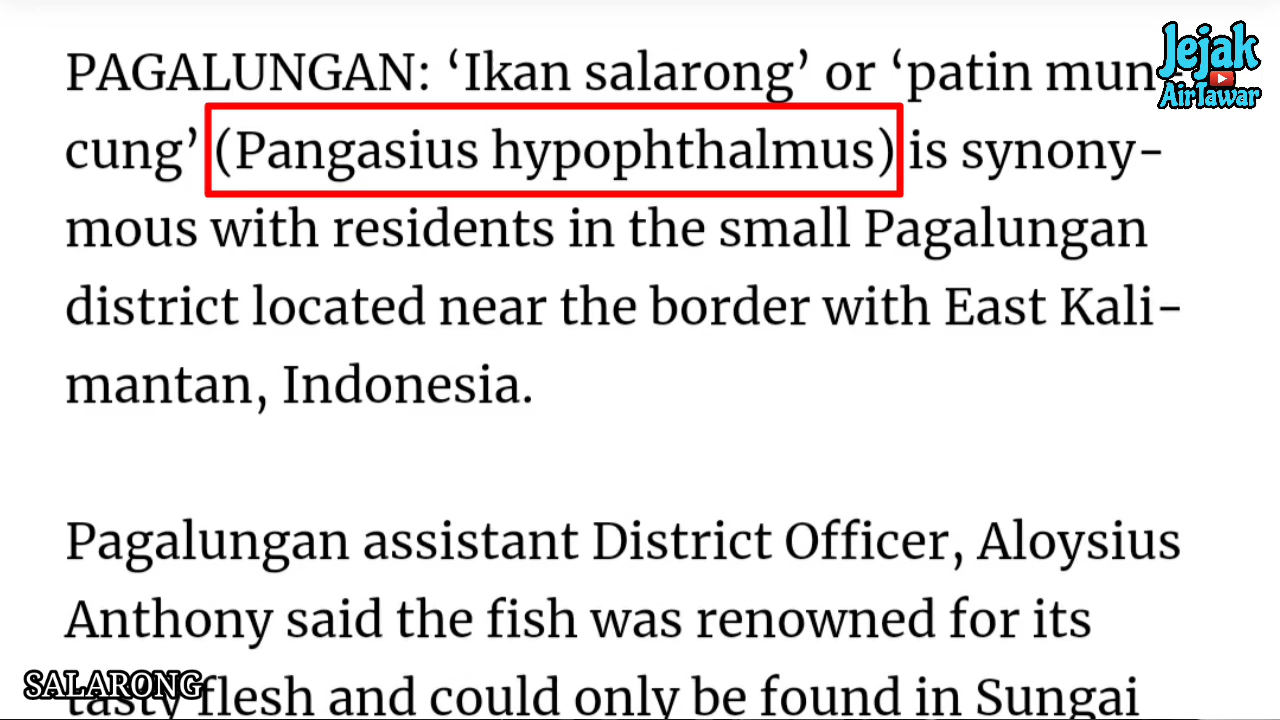 PAGALUNGAN: ‘Ikan salarong’ or ‘patin mun-
cung’ (Pangasius hypophthalmus) is synony-
mous with residents in the small Pagalungan
district located near the border with East Kali-
mantan, Indonesia.
Pagalungan assistant District Officer, Aloysius
Anthony said the fish was renowned for its
tasty flesh and could only be found in Sungai
Jejak
AirTawar
SALARONG